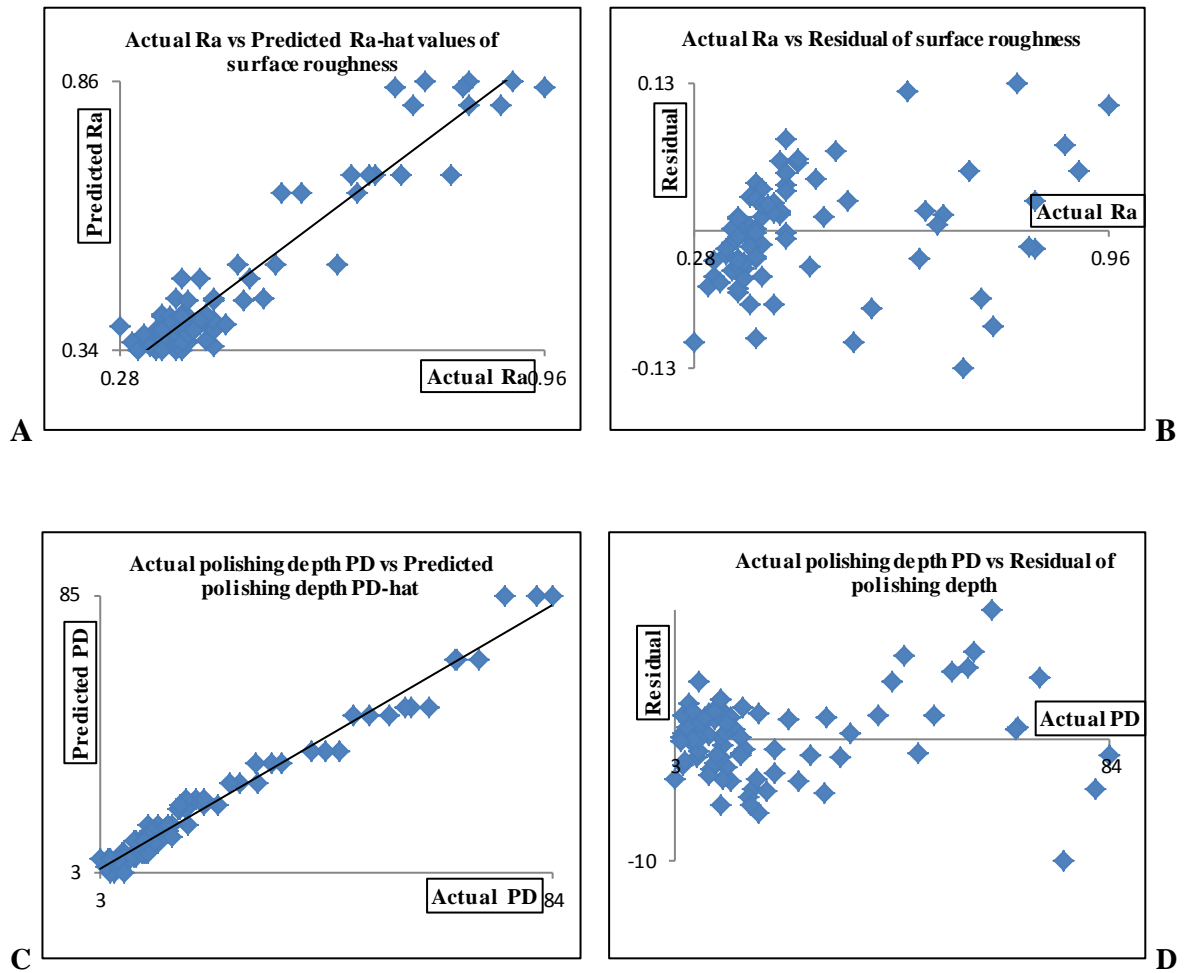 Actual Ra vs Predicted Ra-hat values of
surface roughness
0.86
Predicted Ra
0.34
0.28
Actual Ra
0.96
A
Actual Ra vs Residual of surface roughness
0.13
Residual
Actual Ra
0.28
0.96
-0.13
B
Actual polishing depth PD vs Predicted
polishing depth PD-hat
85
Predicted PD
3
3
Actual PD
84
C
Actual polishing depth PD vs Residual of
polishing depth
Residual
Actual PD
3
84
-10
D